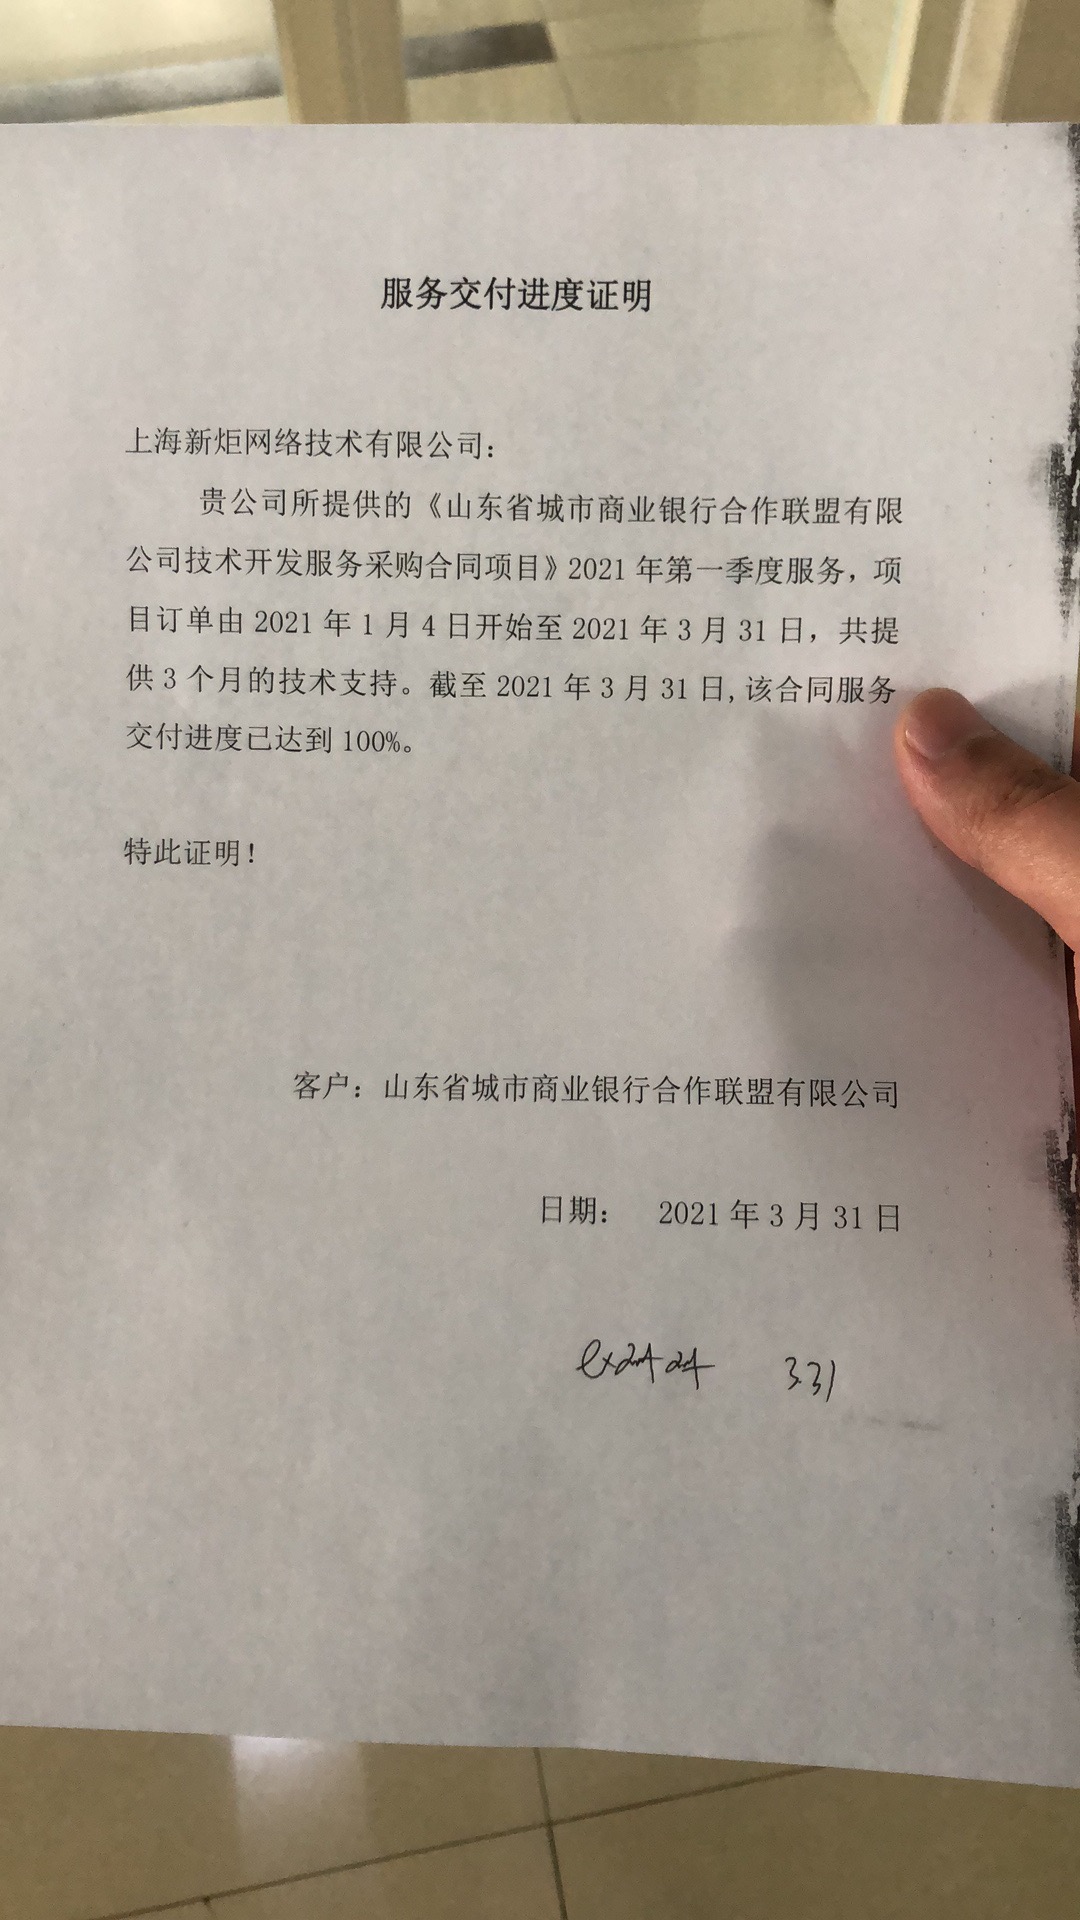 服务交付进度证明
上海新炬网络技术有限公司：
贵公司所提供的《山东省城市商业银行合作联盟有限
公司技术开发服务采购合同项目》2021年第一季度服务，项
目订单由 2021 年 1 月 4 日开始至 2021 年 3 月 31 日，共提
供 3 个月的技术支持。截至 2021 年 3 月 31 日,该合同服务
交付进度已达到 100%。
特此证明！
客户：山东省城市商业银行合作联盟有限公司
日期： 2021 年 3 月 31 日
3.31